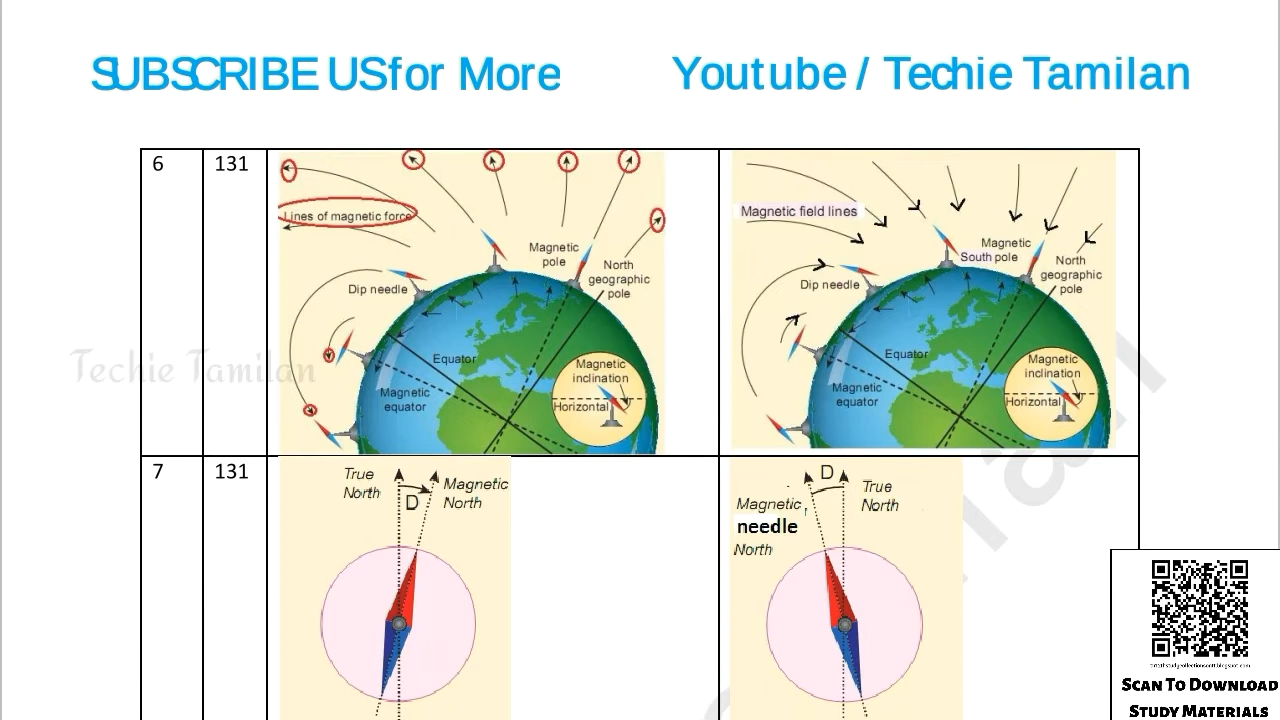 SUBSCRIBE US for More
Youtube / Techie Tamilan
6
131
Lines of magnetic force
Magnetic
pole
North
geographic
pole
Dip needle
Equator
Magnetic
equator
Magnetic
inclination
Horizontal
Magnetic field lines
Magnetic
South pole
North
geographic
pole
Dip needle
Equator
Magnetic
equator
Magnetic
inclination
Horizontal
Techie Tamilan
7
131
True
North
D
Magnetic
North
D
Magnetic
needle
North
True
North
SCAN TO DOWNLOAD
STUDY MATERIALS